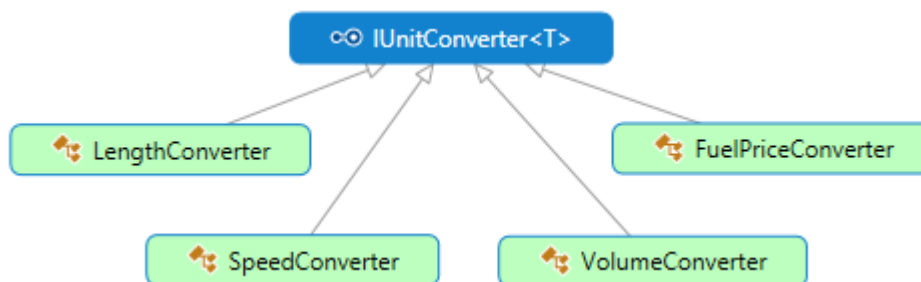 IUnitConverter<T>
LengthConverter
FuelPriceConverter
SpeedConverter
VolumeConverter